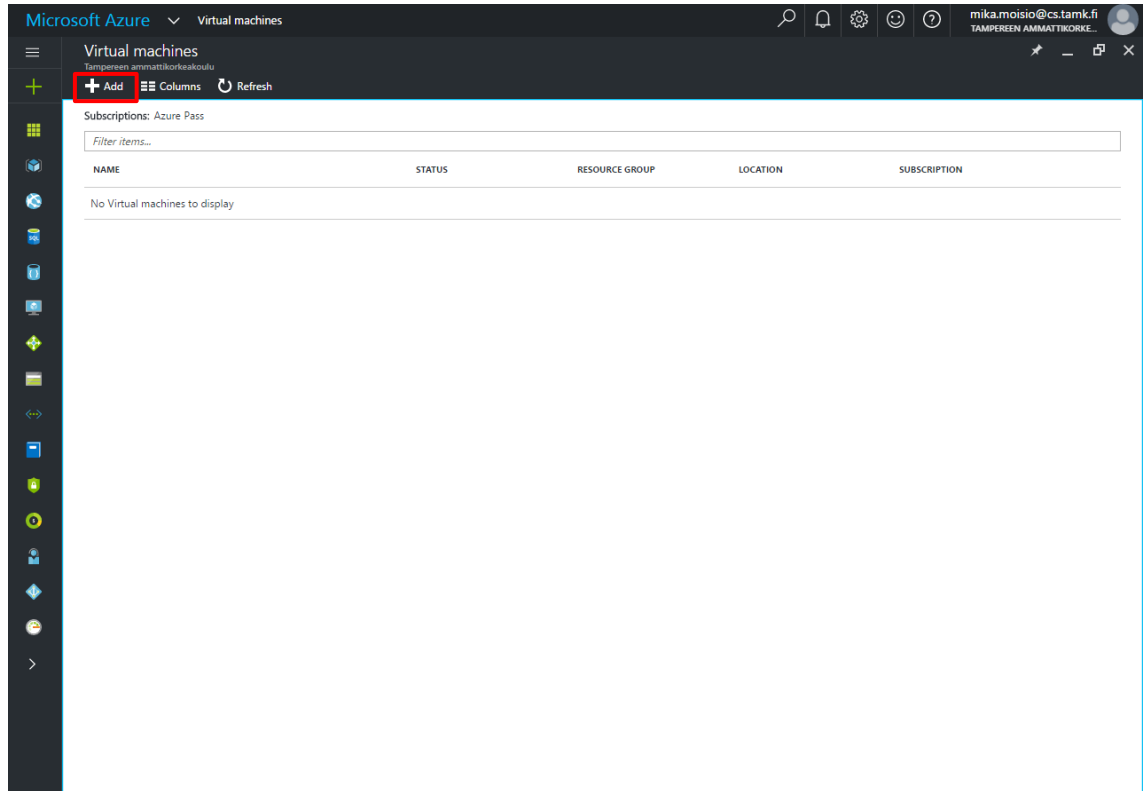 Microsoft Azure Virtual machines
mika.moisio@cs.tamk.fi
TAMPEREEN AMMATTIKORKE...
Virtual machines
Tampereen ammattikorkeakoulu
Add Columns Refresh
Subscriptions: Azure Pass
Filter items...
NAME STATUS RESOURCE GROUP LOCATION SUBSCRIPTION
No Virtual machines to display
SQL